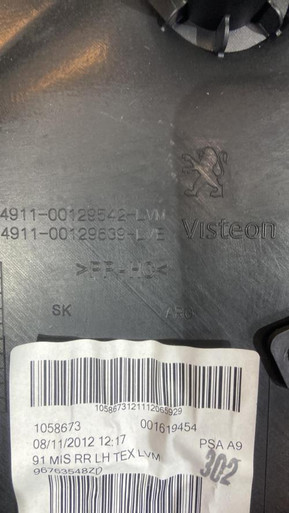 4911-00129542-LVM
4911-00129539-LVE
Visteon
>PP-HC<
SK
1058673121112065929
1058673 001619454
08/11/2012 12:17 PSA A9
91 MIS RR LH TEX LVM 302
96763548ZD